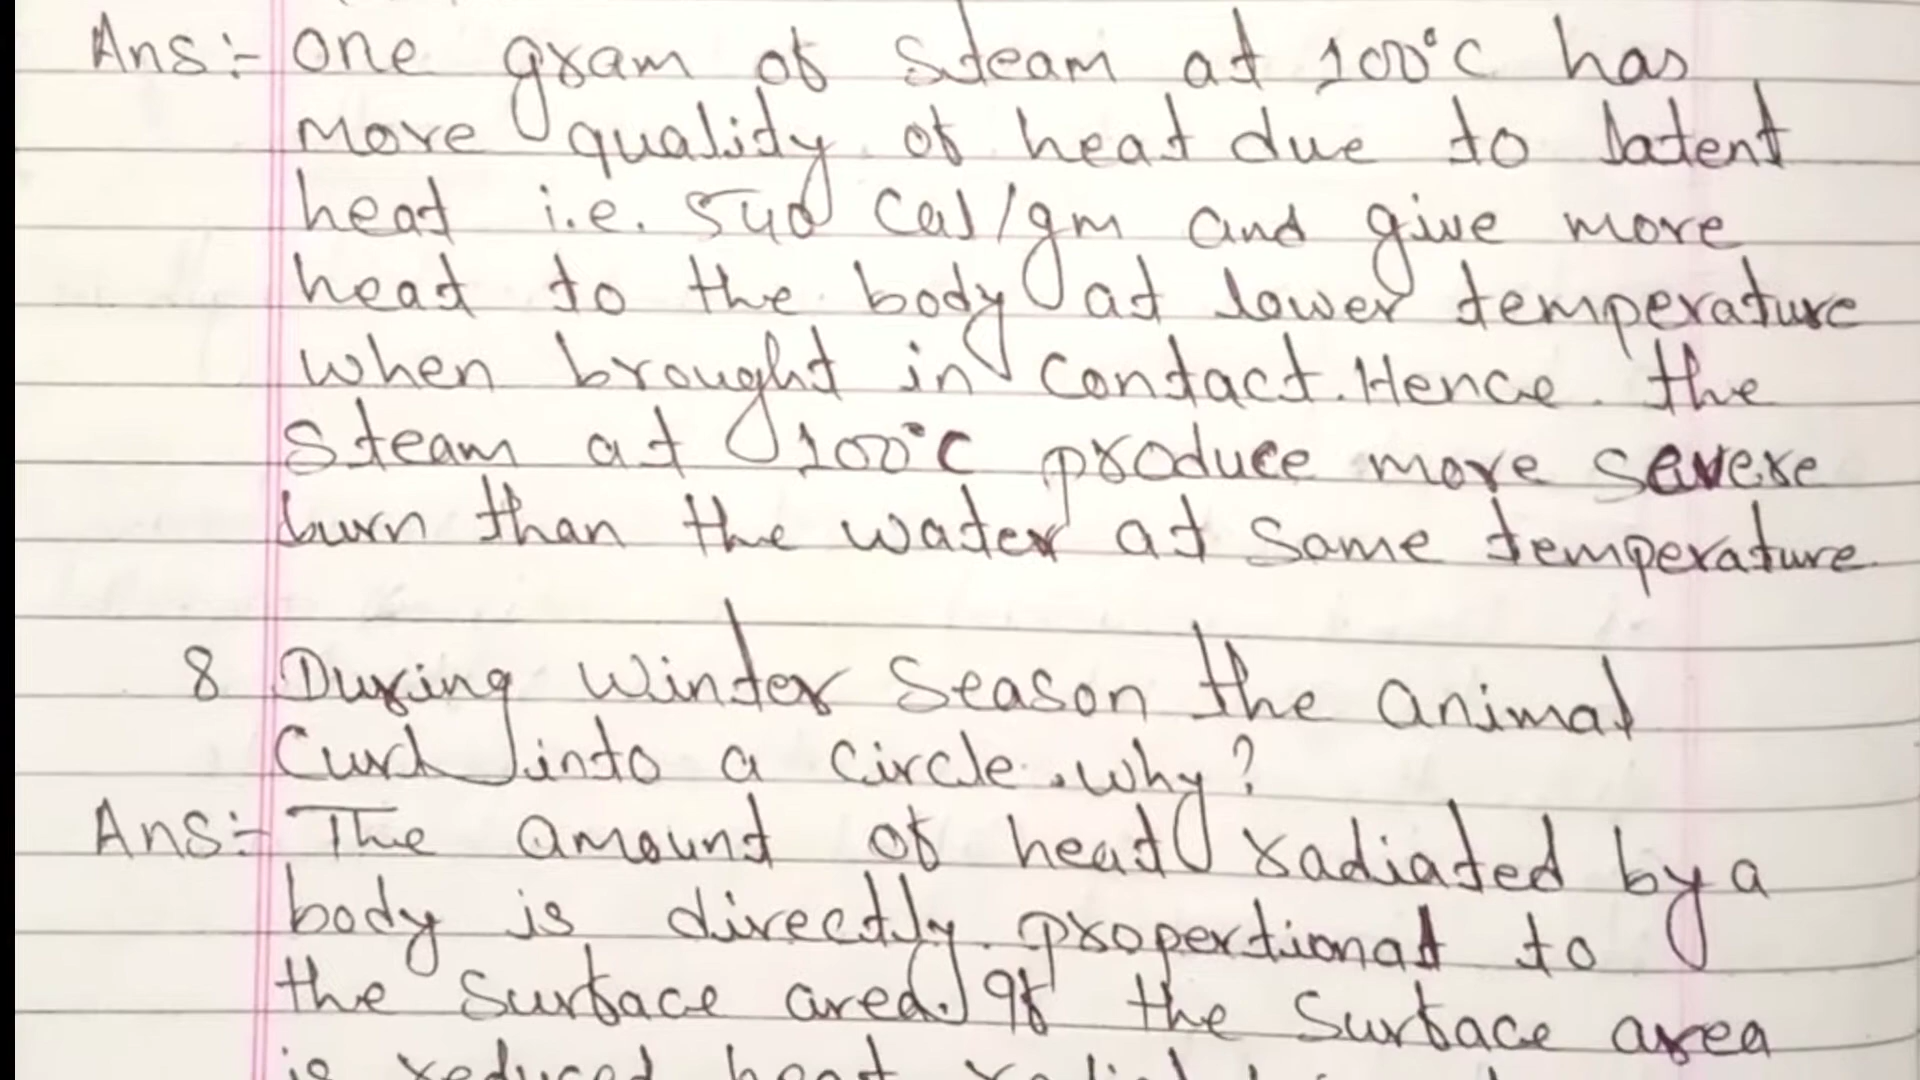 Ans:- One gram of Steam at 100°C has
more quality of heat due to latent
heat i.e. 540 Cal/gm and give more
heat to the body at lower temperature
when brought in contact. Hence. the
Steam at 100°C produce more severe
burn than the water at same temperature
8 During winter season the animal
Curl into a circle. why?
Ans:- The amount of heat radiated by a
body is directly propertional to
the surface area. If the surface area
is reduced heat